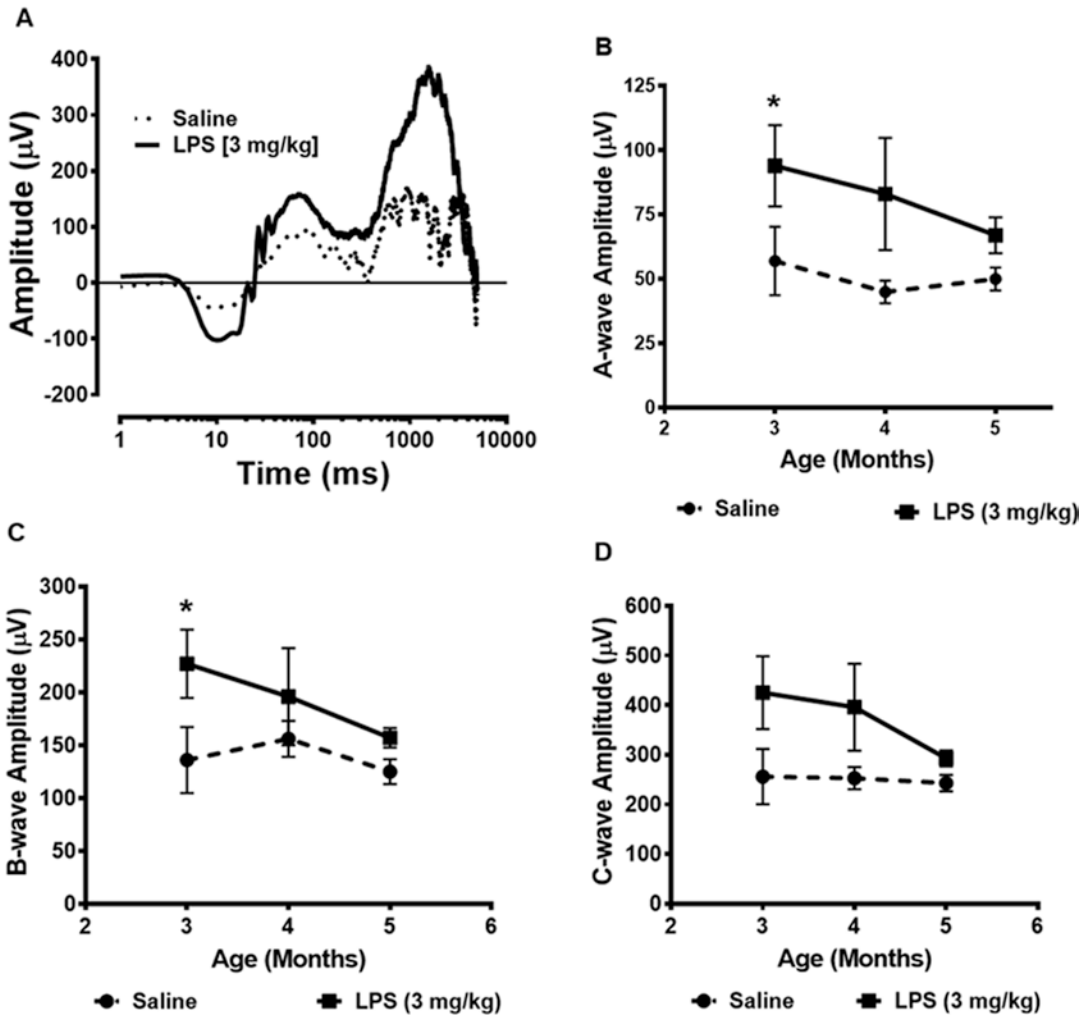 A
Amplitude (μV)
400
300
200
100
0
-100
-200
Saline
LPS [3 mg/kg]
1 10 100 1000 10000
Time (ms)
B
*
A-wave Amplitude (μV)
125
100
75
50
25
0
2 3 4 5
Age (Months)
Saline LPS (3 mg/kg)
C
*
B-wave Amplitude (μV)
300
250
200
150
100
50
0
2 3 4 5 6
Age (Months)
Saline LPS (3 mg/kg)
D
C-wave Amplitude (μV)
600
500
400
300
200
100
0
2 3 4 5 6
Age (Months)
Saline LPS (3 mg/kg)